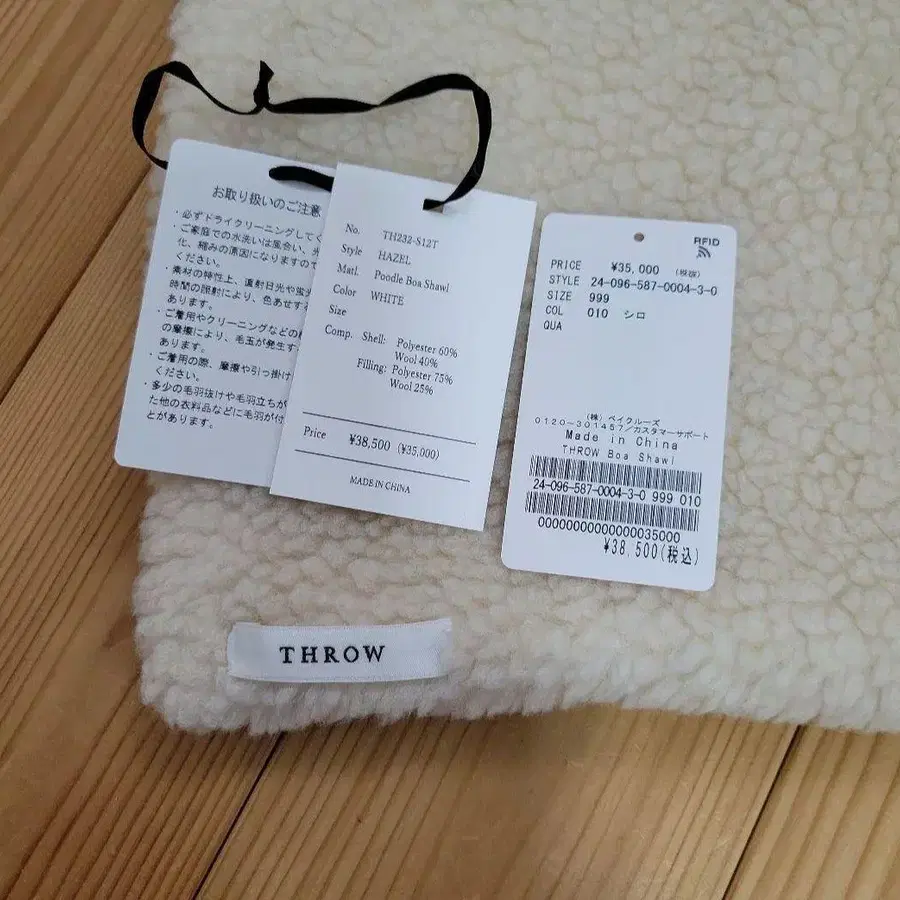 お取り扱いのご注意
・必ずドライクリーニングしてく
・ご家庭での水洗いは風合い、光
化、縮みの原因になりますので
ください。
・素材の特性上、直射日光や蛍光
時間の照射により、色あせする
あります。
・ご着用やクリーニングなどの
の摩擦により、毛玉が発生す
あります。
・ご着用の際、摩擦や引っ掛け
ください。
・多少の毛羽抜けや毛羽立ちが
た他の衣料品などに毛羽が付
とがあります。
No. TH232-S12T
Style HAZEL
Matl. Poodle Boa Shawl
Color WHITE
Size
Comp. Shell: Polyester 60%
Wool 40%
Filling: Polyester 75%
Wool 25%
Price ¥38,500 (¥35,000)
MADE IN CHINA
RFID
PRICE ¥35,000 (税抜)
STYLE 24-096-587-0004-3-0
SIZE 999
COL 010 シロ
QUA
(株) ベイクルーズ
0120-301457/カスタマーサポート
Made in China
THROW Boa Shawl
24-096-587-0004-3-0 999 010
00000000000000035000
¥38,500(税込)
THROW